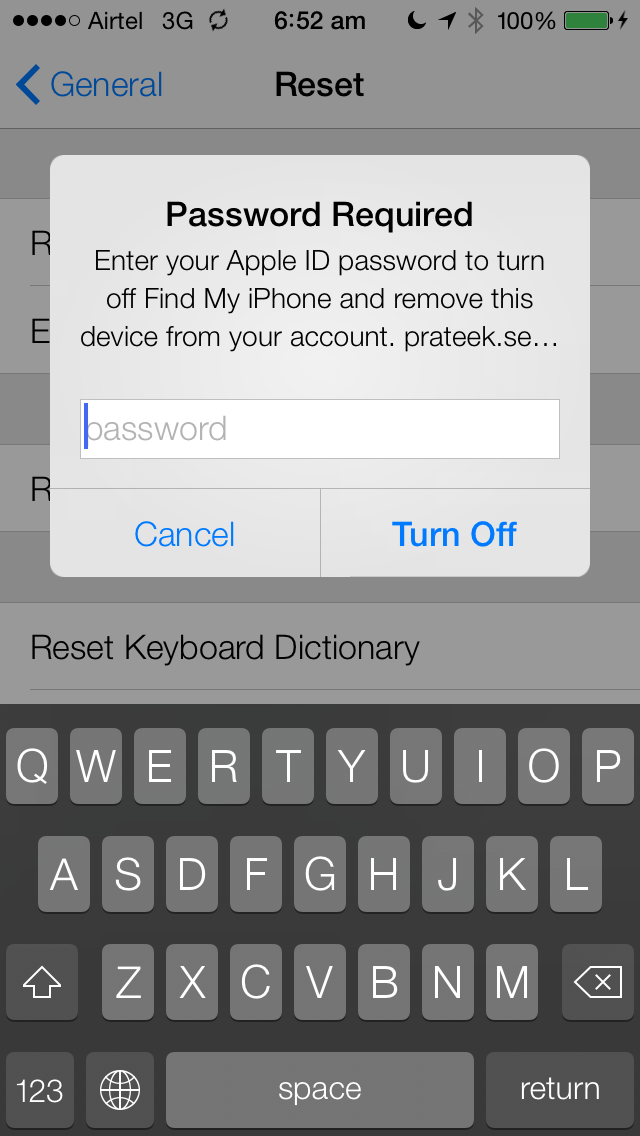 Airtel 3G 6:52 am 100%
General Reset
Password Required
Enter your Apple ID password to turn
off Find My iPhone and remove this
device from your account. prateek.se…
R
E
password
R
Cancel Turn Off
Reset Keyboard Dictionary
Q W E R T Y U I O P
A S D F G H J K L
Z X C V B N M
123 space return